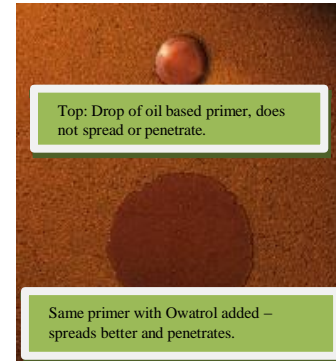 Top: Drop of oil based primer, does
not spread or penetrate.
Same primer with Owatrol added –
spreads better and penetrates.